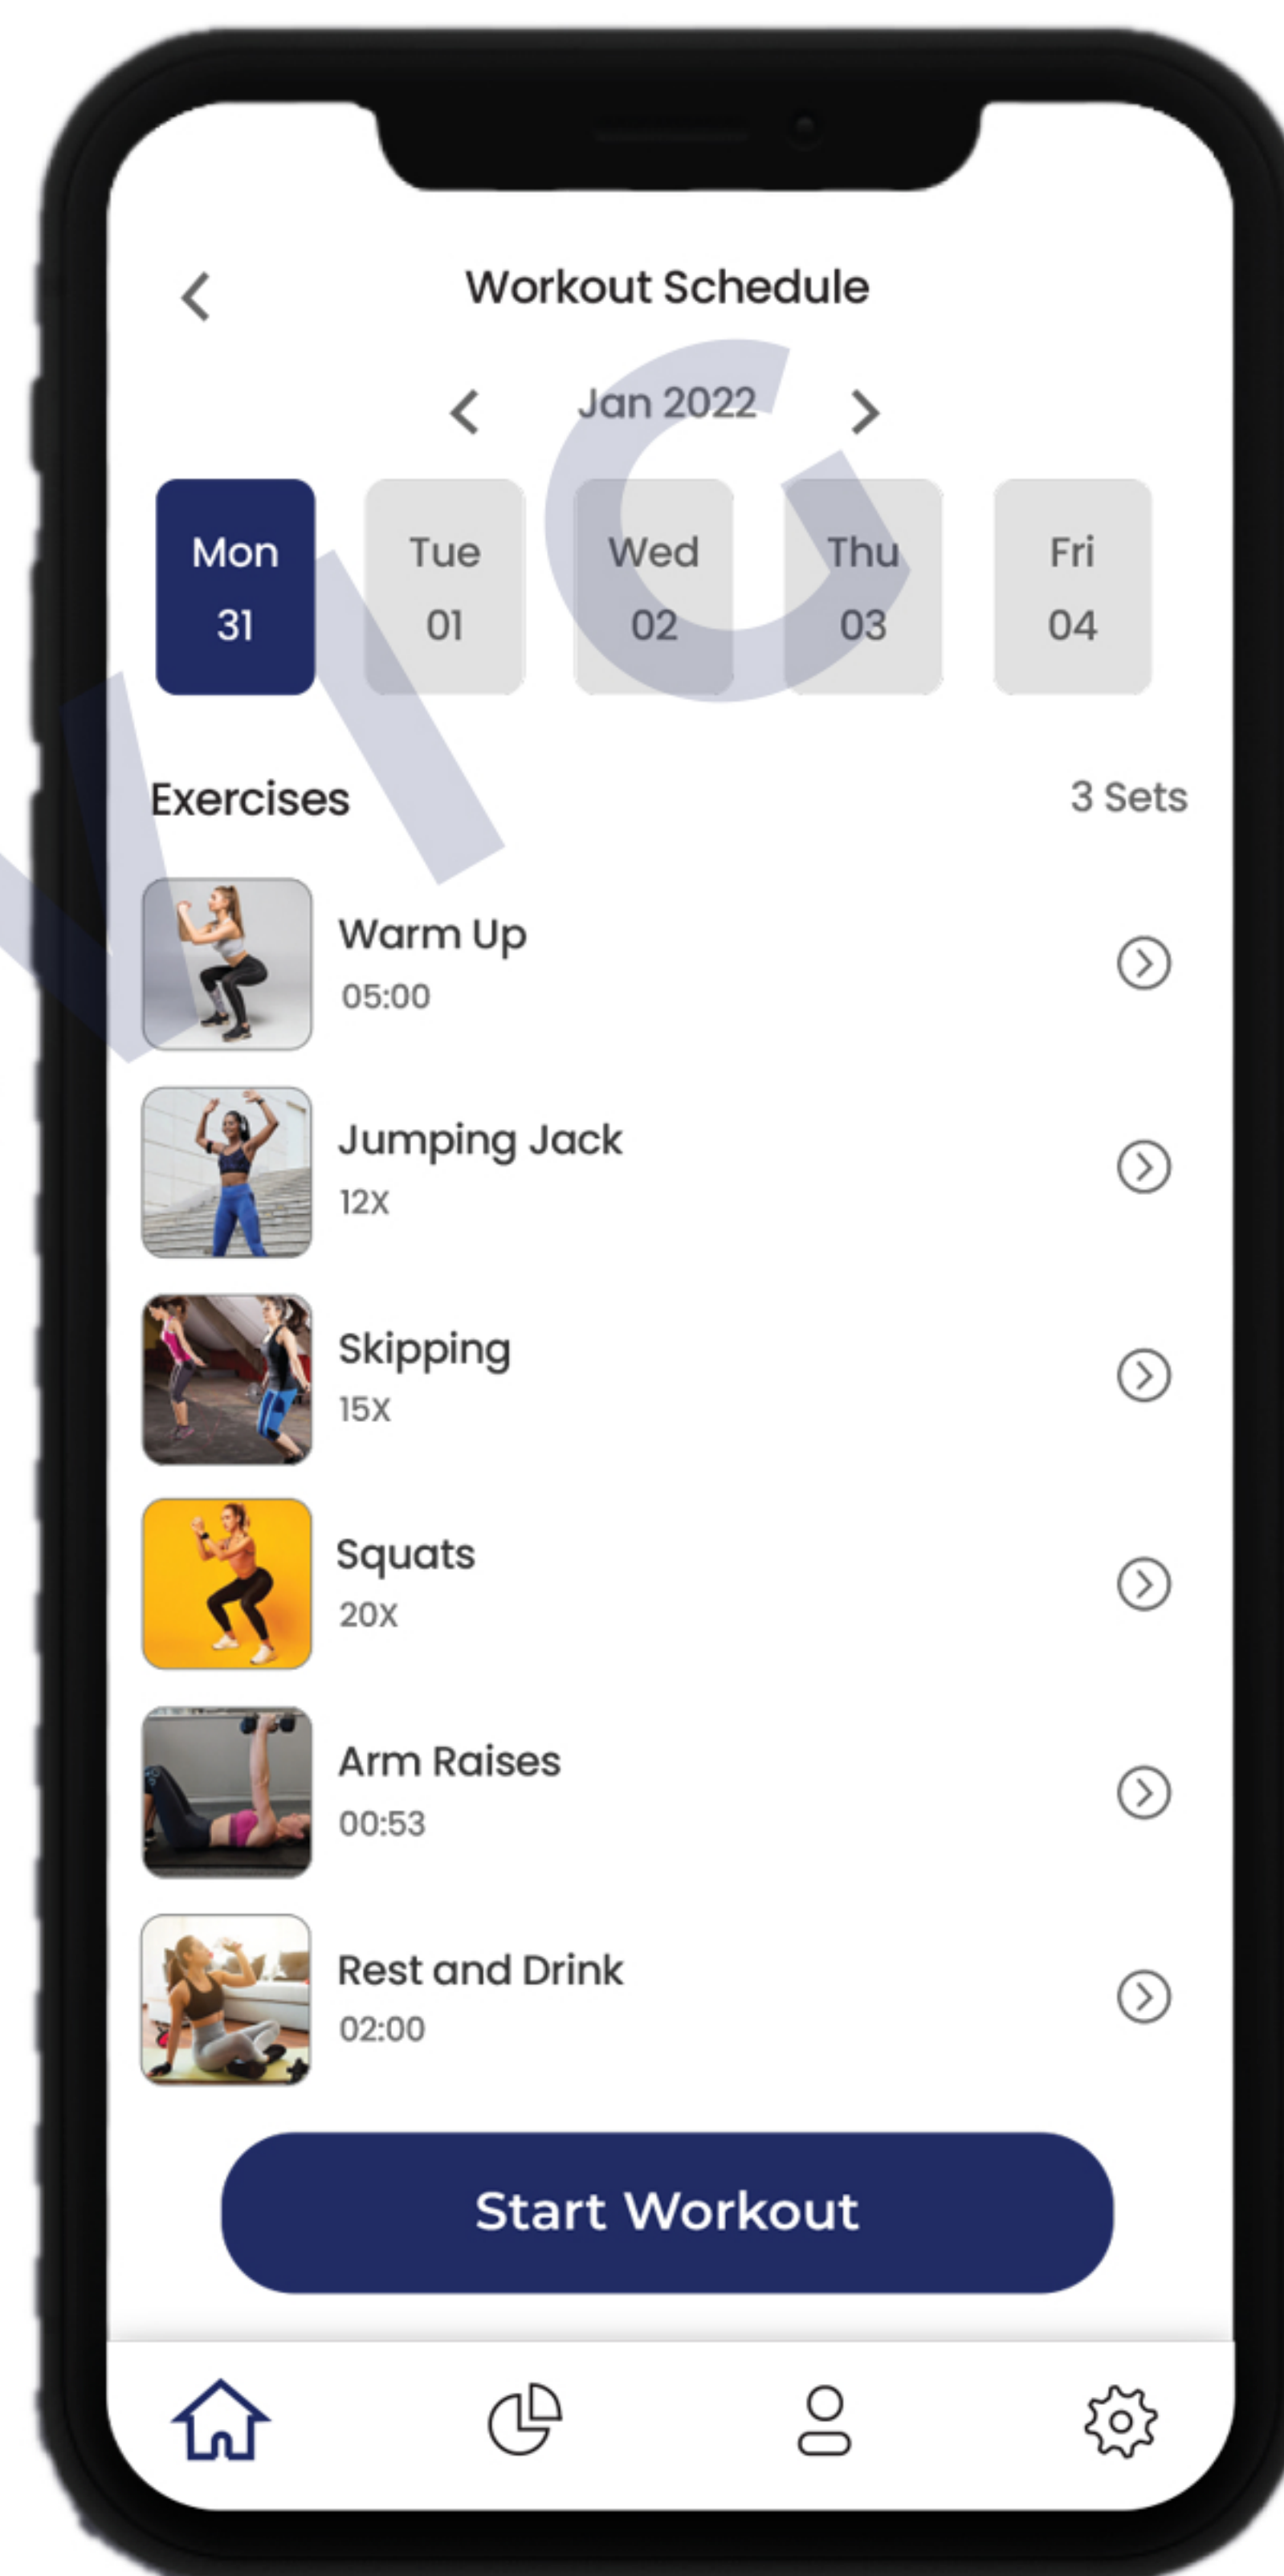 Workout Schedule
Jan 2022
Mon Tue Wed Thu Fri
31 01 02 03 04
Exercises 3 Sets
Warm Up
05:00
Jumping Jack
12X
Skipping
15X
Squats
20X
Arm Raises
00:53
Rest and Drink
02:00
Start Workout